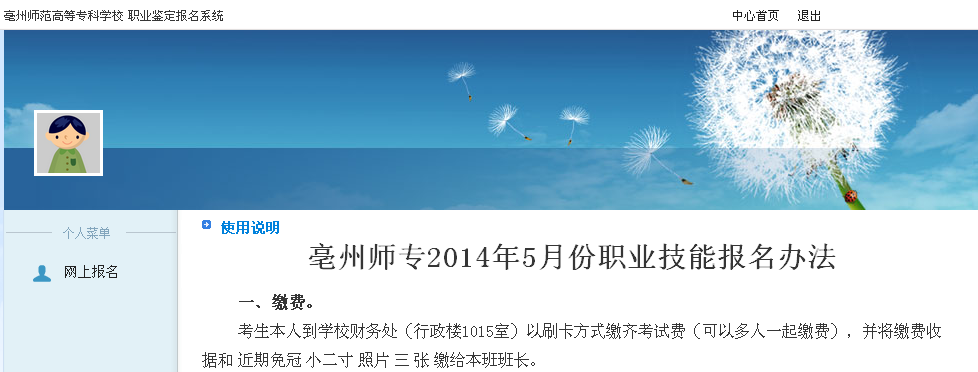 亳州师范高等专科学校 职业鉴定报名系统
中心首页 退出
个人菜单
网上报名
使用说明
亳州师专2014年5月份职业技能报名办法
一、缴费。
考生本人到学校财务处（行政楼1015室）以刷卡方式缴齐考试费（可以多人一起缴费），并将缴费收
据和 近期免冠 小二寸 照片 三 张 缴给本班班长。